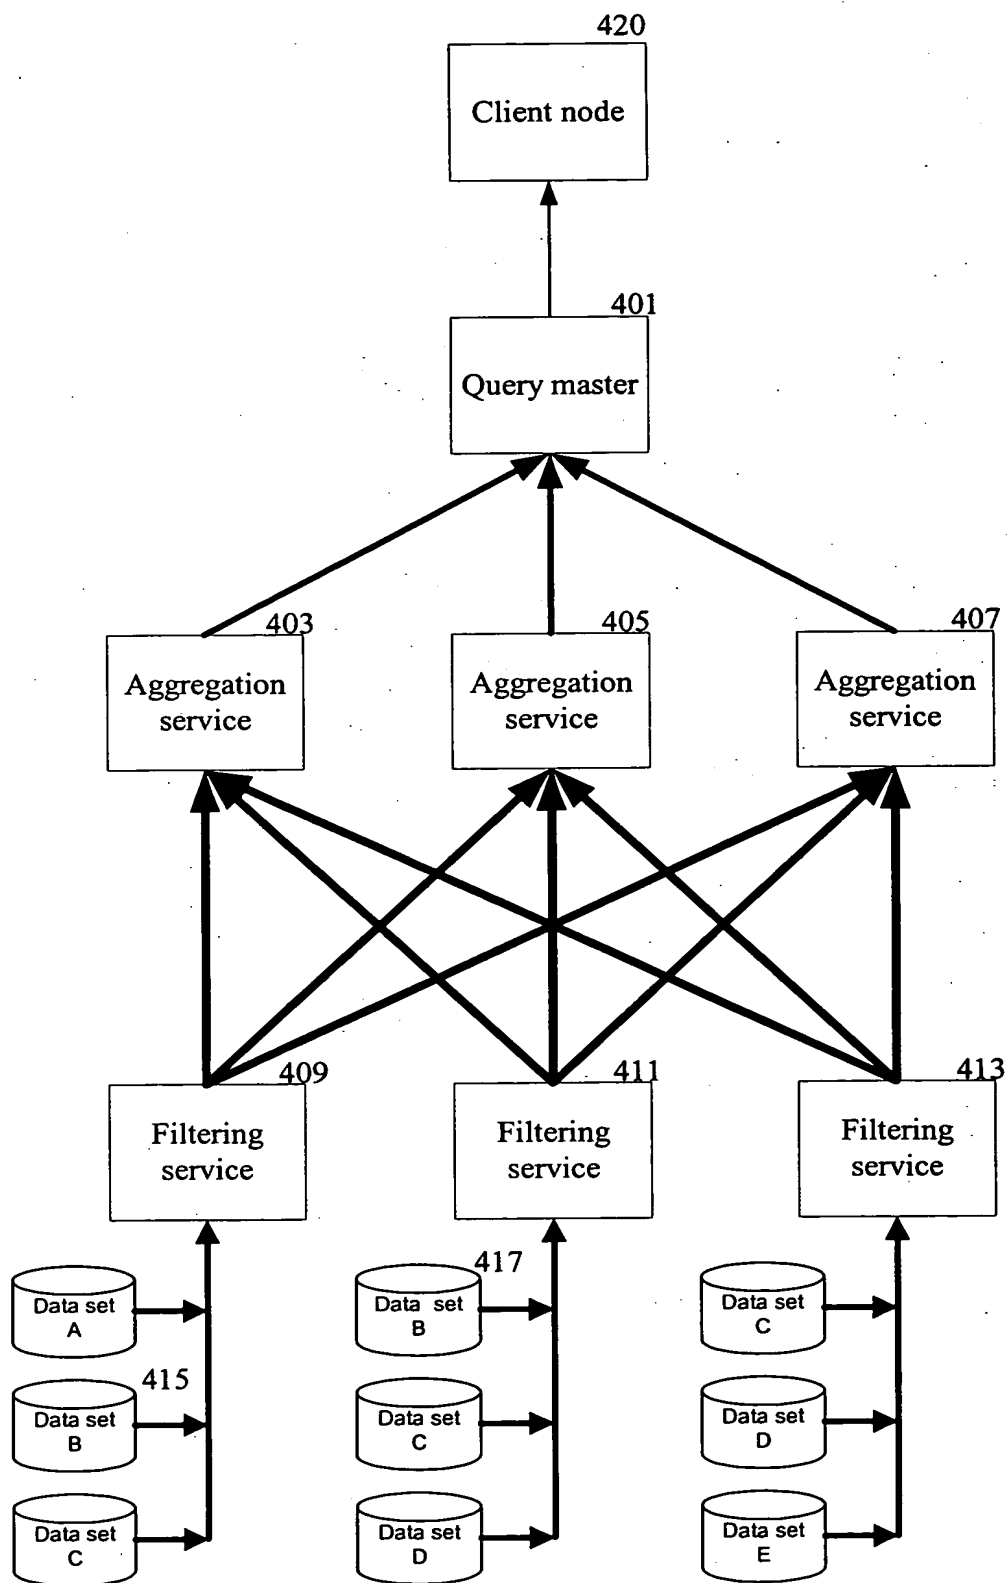 420
Client node
401
Query master
403
405
407
Aggregation
service
Aggregation
service
Aggregation
service
409
411
413
Filtering
service
Filtering
service
Filtering
service
417
Data set
A
Data set
B
Data set
C
415
Data set
B
Data set
C
Data set
D
Data set
C
Data set
D
Data set
E